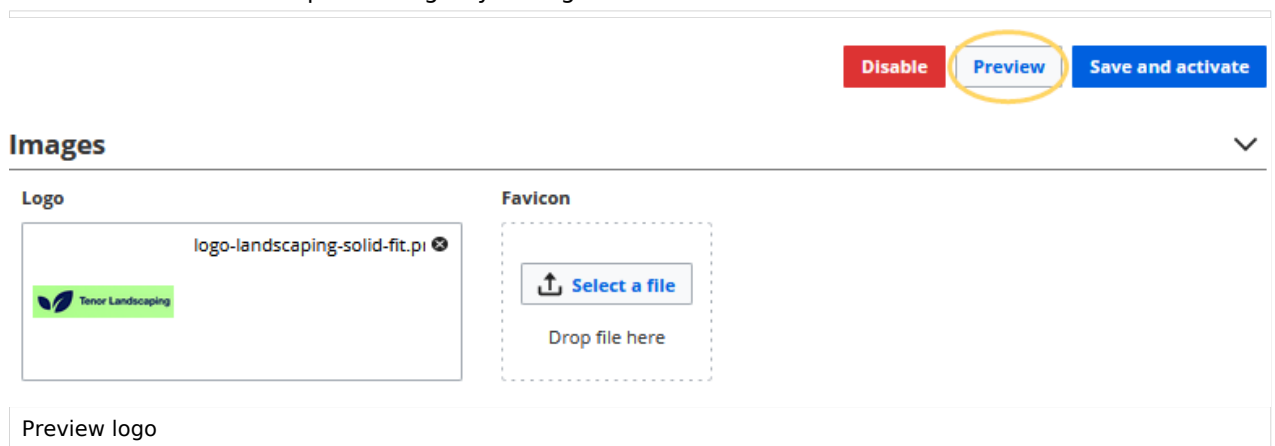 Disable Preview Save and activate
Images
Logo Favicon
logo-landscaping-solid-fit.p
Tenor Landscaping
Select a file
Drop file here
Preview logo